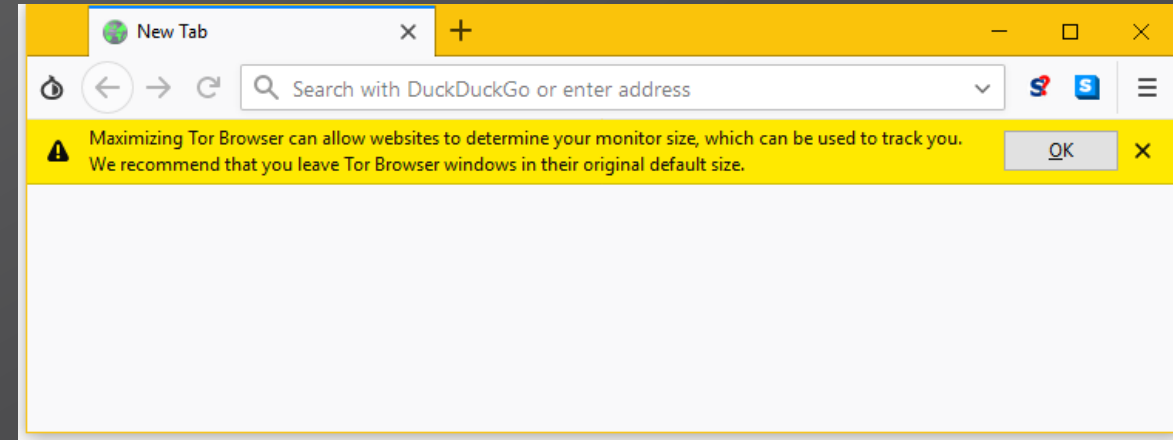 New Tab
Search with DuckDuckGo or enter address
S?
S
Maximizing Tor Browser can allow websites to determine your monitor size, which can be used to track you.
We recommend that you leave Tor Browser windows in their original default size.
OK